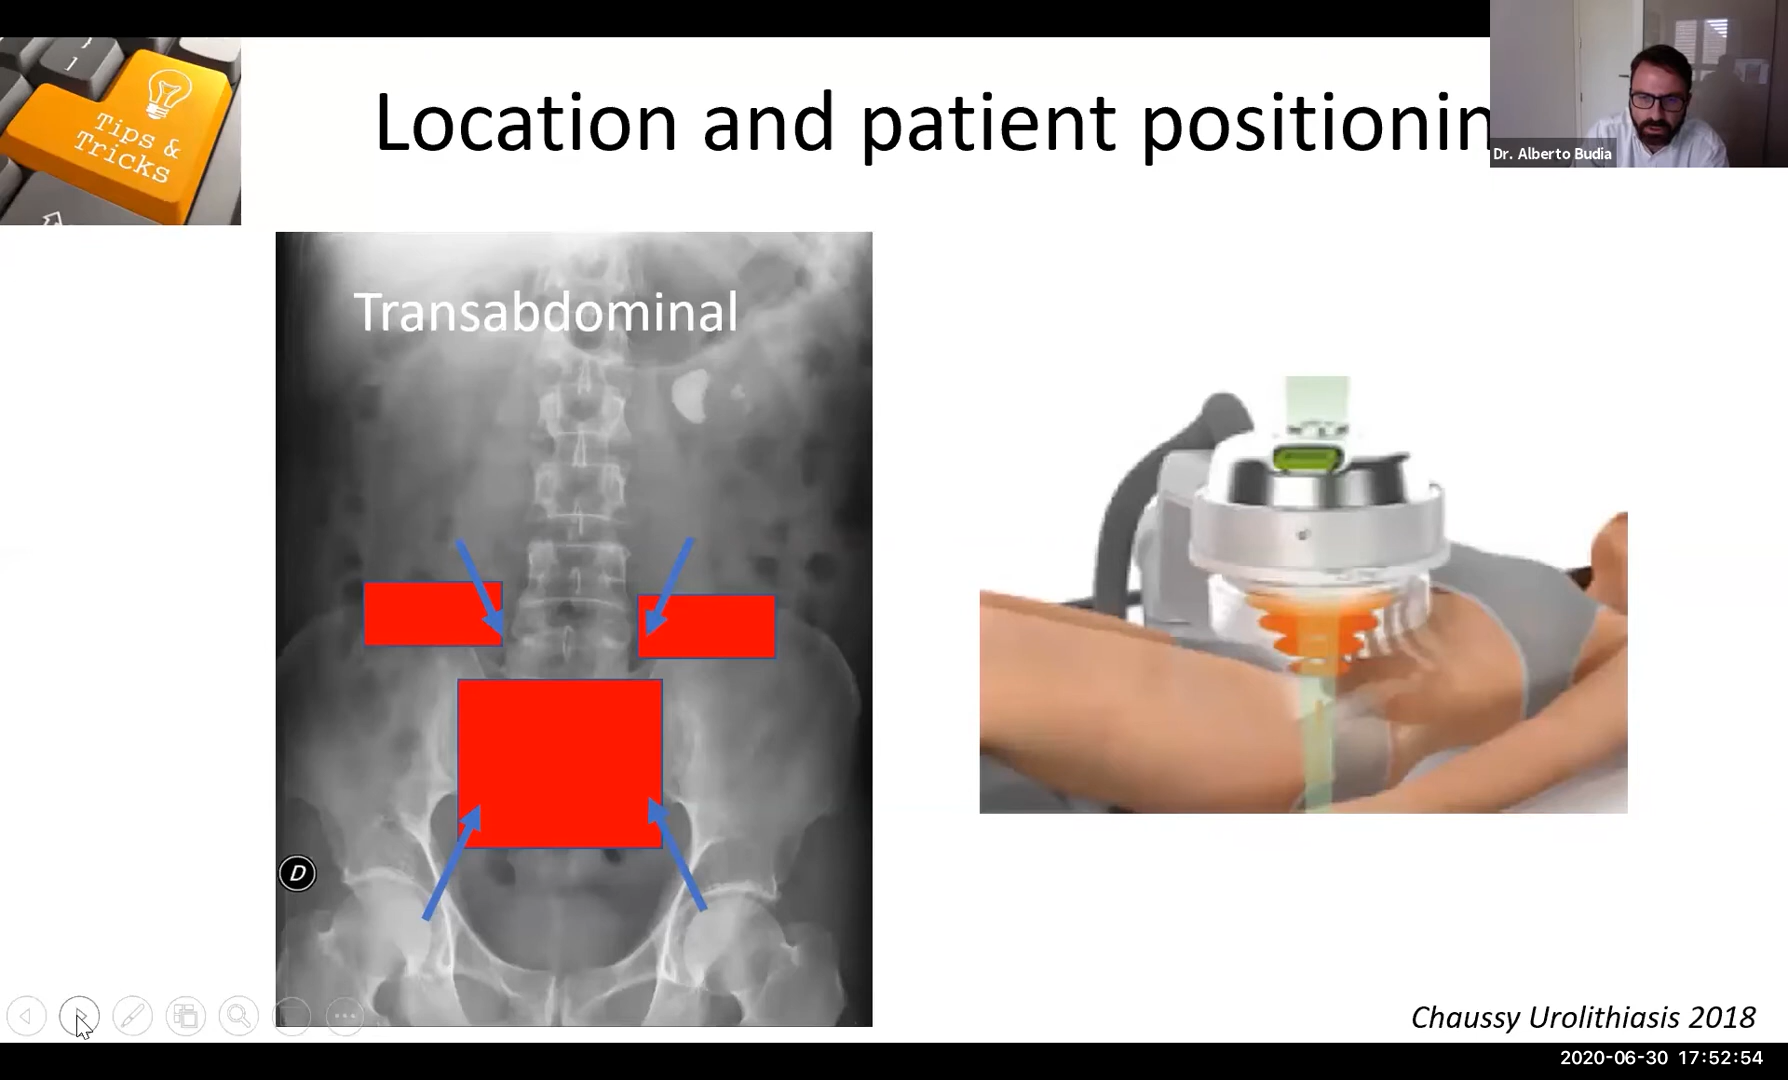 Tips &
Tricks
Location and patient positionin
Dr. Alberto Budia
Transabdominal
D
Chaussy Urolithiasis 2018
2020-06-30 17:52:54